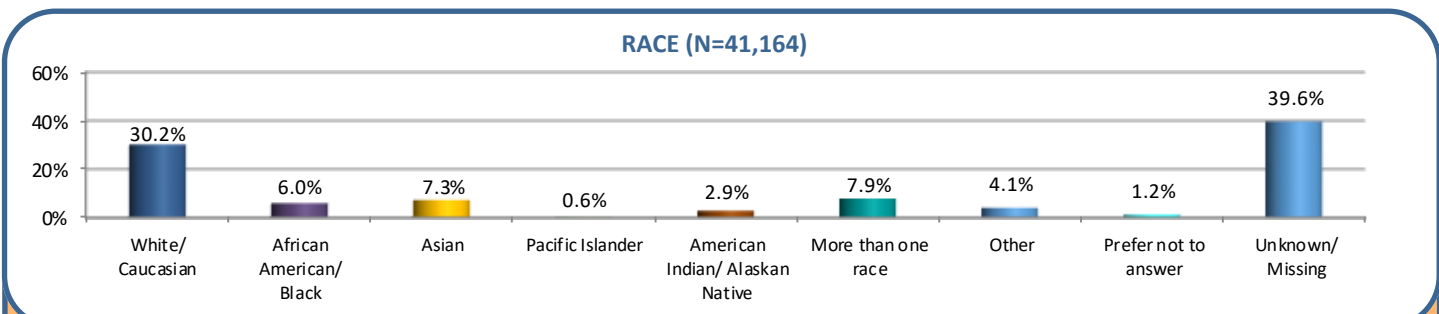 RACE (N=41,164)
60%
40%
20%
0%
30.2%
6.0%
7.3%
0.6%
2.9%
7.9%
4.1%
1.2%
39.6%
White/
Caucasian
African
American/
Black
Asian
Pacific Islander
American
Indian/ Alaskan
Native
More than one
race
Other
Prefer not to
answer
Unknown/
Missing